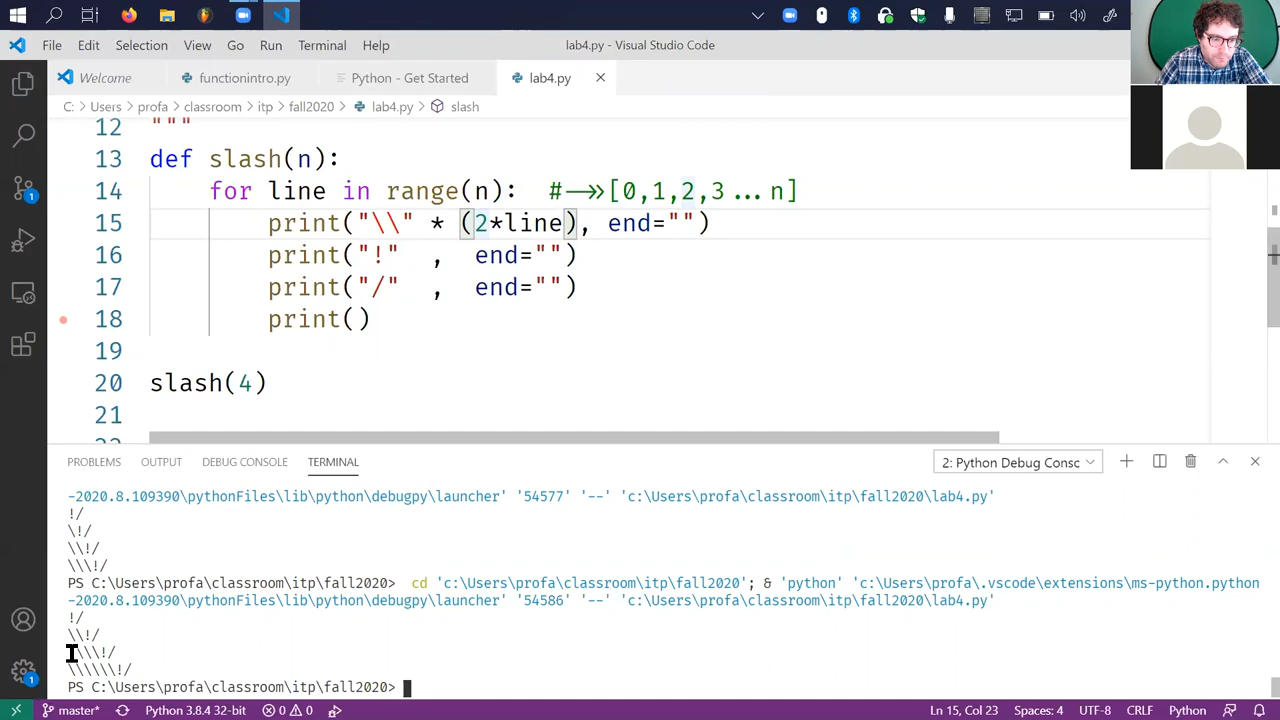 File Edit Selection View Go Run Terminal Help lab4.py - Visual Studio Code
Welcome functionintro.py Python - Get Started lab4.py
C: > Users > profa > classroom > itp > fall2020 > lab4.py > slash
12 """
13 def slash(n):
14 for line in range(n): #-->>[0,1,2,3...n]
15 print("\\" * (2*line), end="")
16 print("!" , end="")
17 print("/" , end="")
18 print()
19
20 slash(4)
21
PROBLEMS OUTPUT DEBUG CONSOLE TERMINAL 2: Python Debug Consc
-2020.8.109390\pythonFiles\lib\python\debugpy\launcher' '54577' '--' 'c:\Users\profa\classroom\itp\fall2020\lab4.py'
!/
\!/
\\!/
\\\!/
PS C:\Users\profa\classroom\itp\fall2020> cd 'c:\Users\profa\classroom\itp\fall2020'; & 'python' 'c:\Users\profa\.vscode\extensions\ms-python.python
-2020.8.109390\pythonFiles\lib\python\debugpy\launcher' '54586' '--' 'c:\Users\profa\classroom\itp\fall2020\lab4.py'
!/
\\!/
\\\\!/
\\\\\\!/
PS C:\Users\profa\classroom\itp\fall2020>
master* Python 3.8.4 32-bit 0 0 Ln 15, Col 23 Spaces: 4 UTF-8 CRLF Python